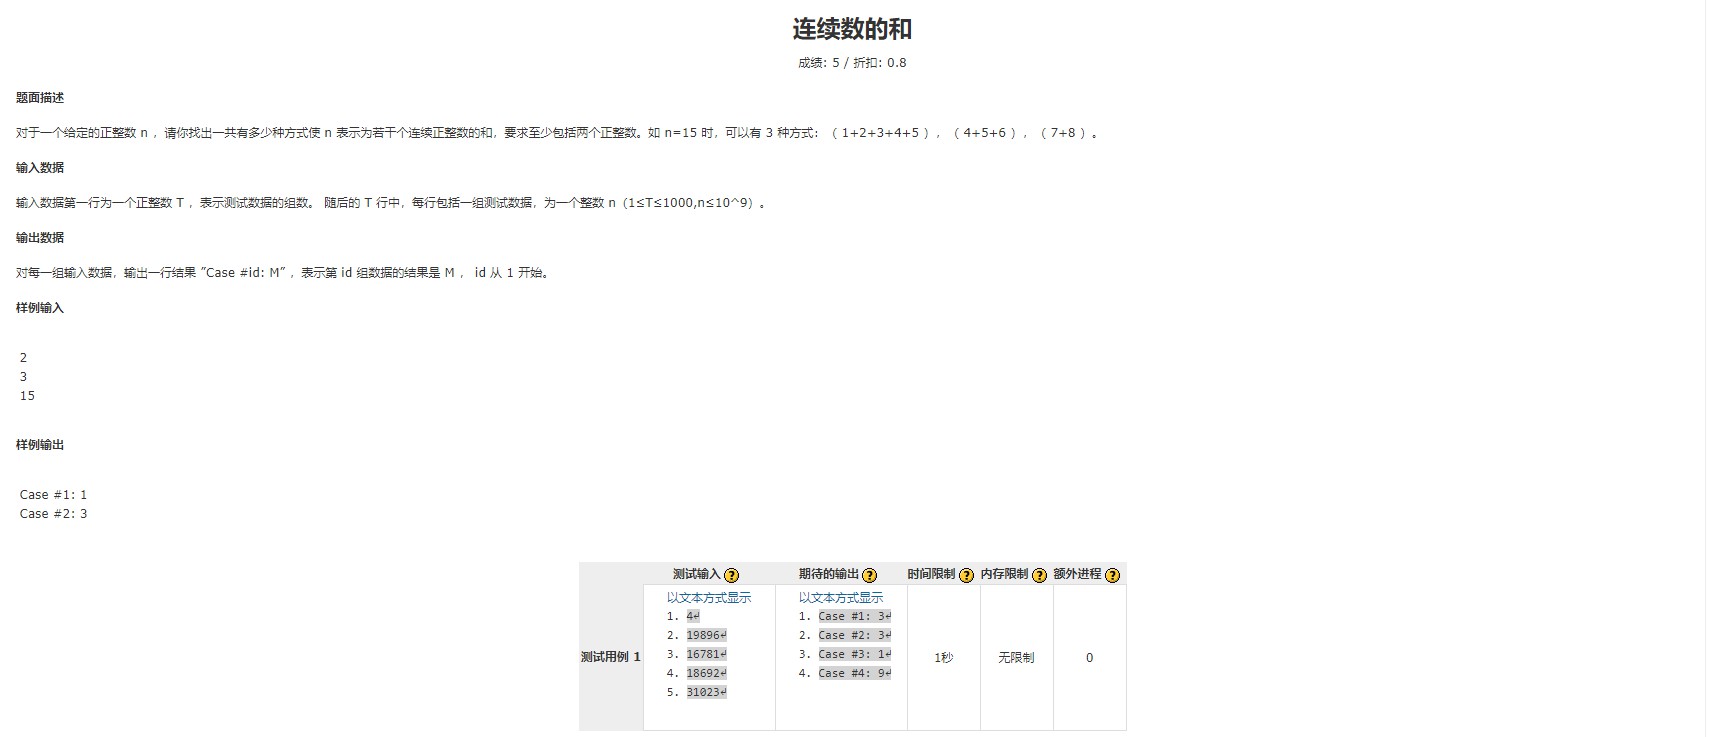 连续数的和
成绩: 5 / 折扣: 0.8
题面描述
对于一个给定的正整数 n ，请你找出一共有多少种方式使 n 表示为若干个连续正整数的和，要求至少包括两个正整数。如 n=15 时，可以有 3 种方式：（ 1+2+3+4+5 ），（ 4+5+6 ），（ 7+8 ）。
输入数据
输入数据第一行为一个正整数 T ，表示测试数据的组数。 随后的 T 行中，每行包括一组测试数据，为一个整数 n（1≤T≤1000,n≤10^9）。
输出数据
对每一组输入数据，输出一行结果 ”Case #id: M” ，表示第 id 组数据的结果是 M ， id 从 1 开始。
样例输入
2
3
15
样例输出
Case #1: 1
Case #2: 3
测试输入 ? 期待的输出 ? 时间限制 ? 内存限制 ? 额外进程 ?
测试用例 1
以文本方式显示
1. 4↵
2. 19896↵
3. 16781↵
4. 18692↵
5. 31023↵
以文本方式显示
1. Case #1: 3↵
2. Case #2: 3↵
3. Case #3: 1↵
4. Case #4: 9↵
1秒
无限制
0